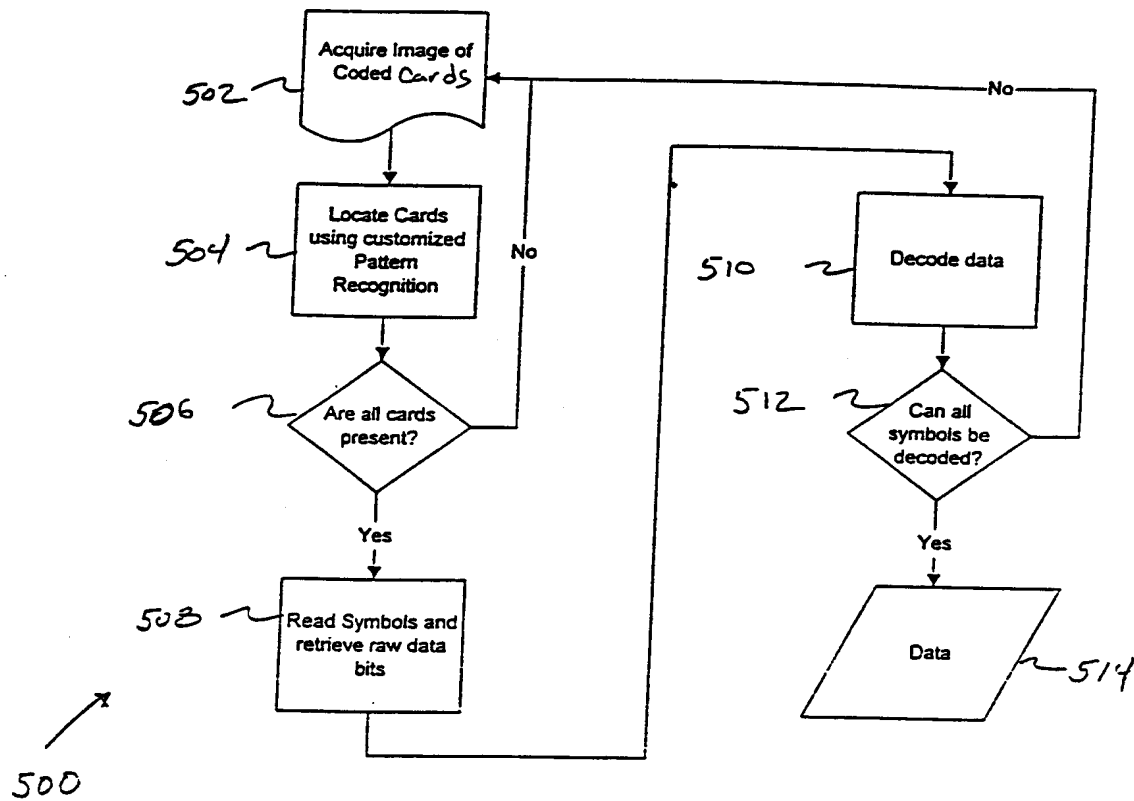 Acquire Image of
Coded Cards
502
No
Locate Cards
using customized
Pattern
Recognition
504
No
Decode data
510
Are all cards
present?
506
Can all
symbols be
decoded?
512
Yes
Yes
Read Symbols and
retrieve raw data
bits
508
Data
514
500